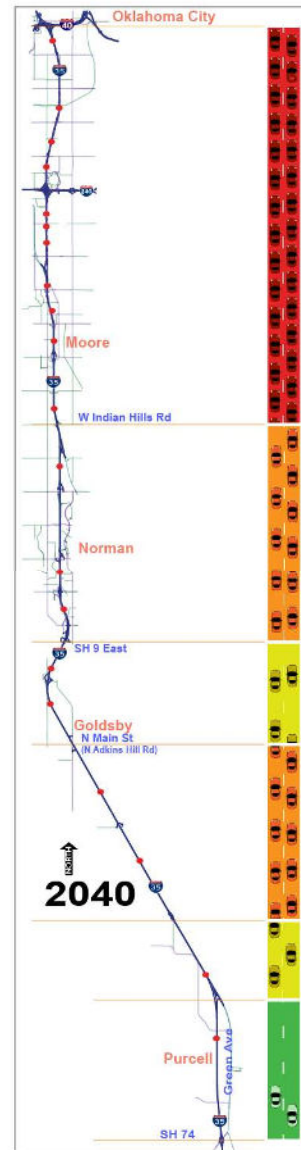 Oklahoma City
40
35
Moore
35
W Indian Hills Rd
Norman
SH 9 East
35
Goldsby
N Main St
(N Adkins Hill Rd)
NORTH
2040
35
Green Ave
Purcell
35
SH 74